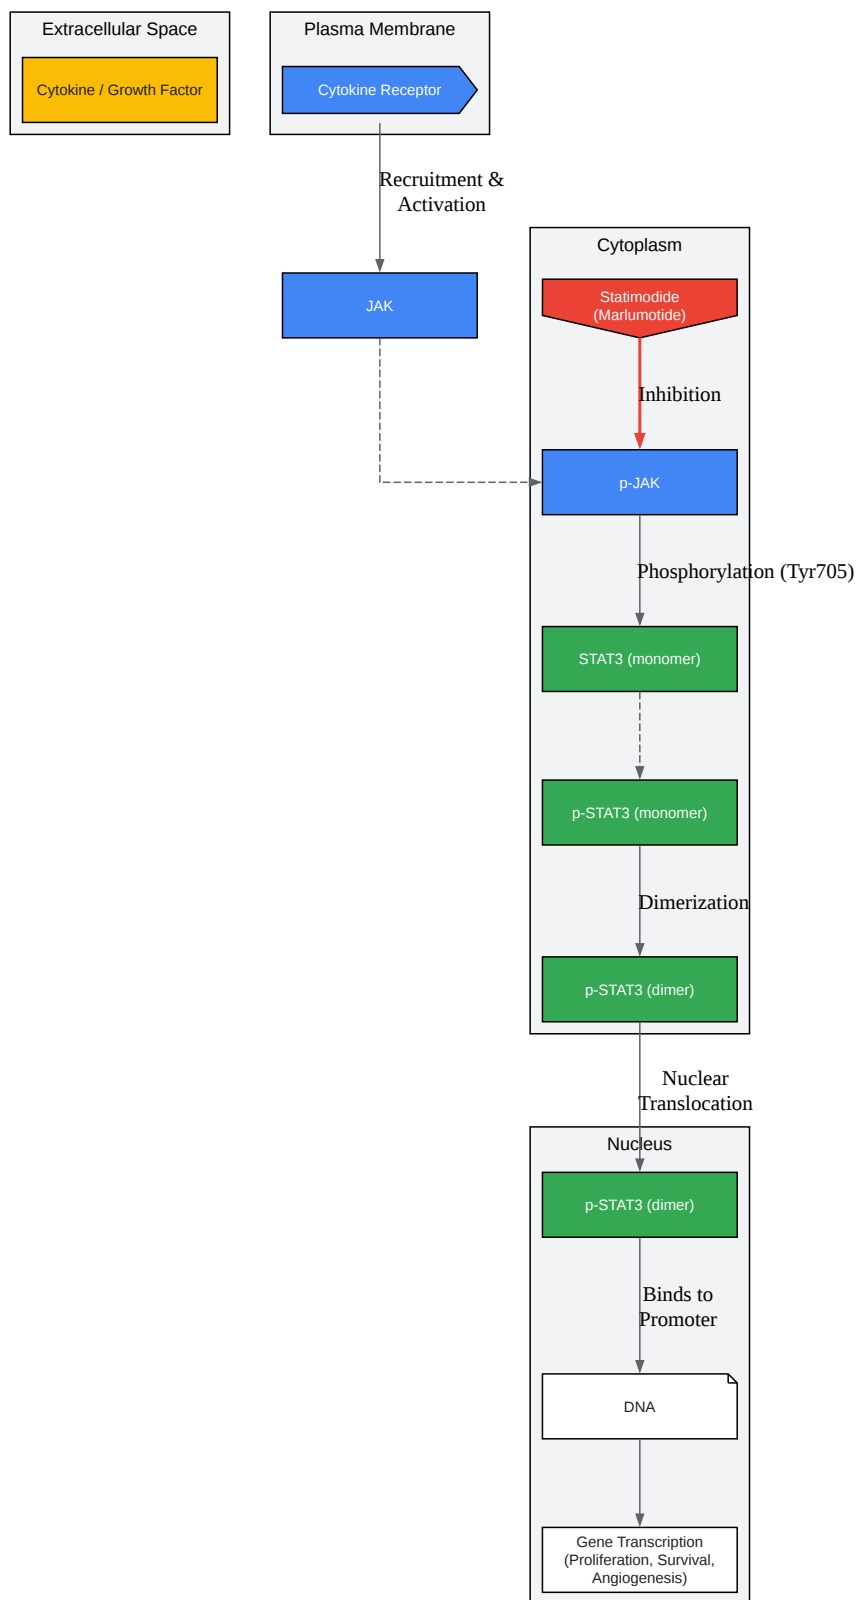 Extracellular Space
Cytokine / Growth Factor
Plasma Membrane
Cytokine Receptor
Recruitment &
Activation
JAK
Cytoplasm
Statimodide
(Marlumotide)
Inhibition
p-JAK
Phosphorylation (Tyr705)
STAT3 (monomer)
p-STAT3 (monomer)
Dimerization
p-STAT3 (dimer)
Nuclear
Translocation
Nucleus
p-STAT3 (dimer)
Binds to
Promoter
DNA
Gene Transcription
(Proliferation, Survival,
Angiogenesis)